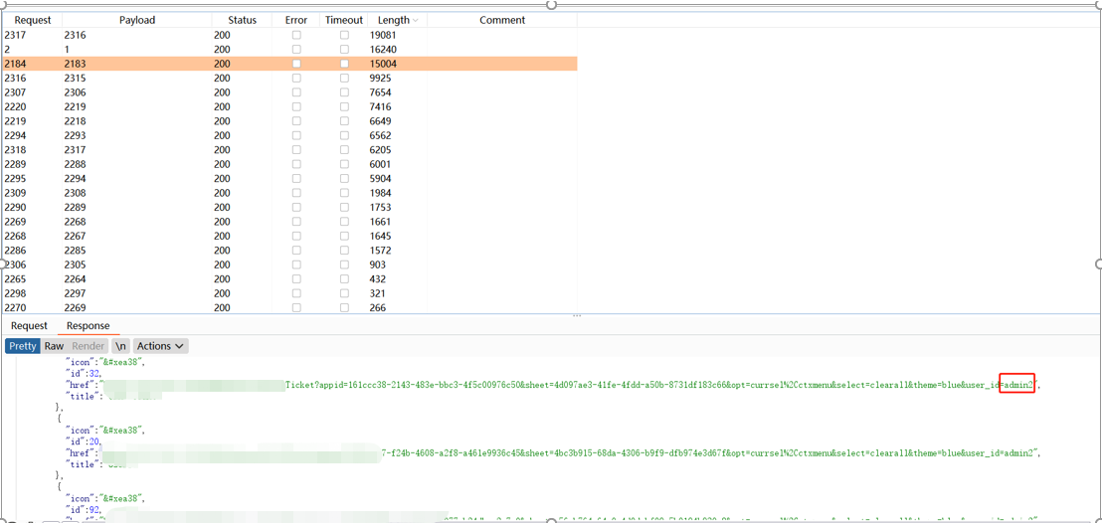 Request Payload Status Error Timeout Length Comment
2317 2316 200 19081
2 1 200 16240
2184 2183 200 15004
2316 2315 200 9925
2307 2306 200 7654
2220 2219 200 7416
2219 2218 200 6649
2294 2293 200 6562
2318 2317 200 6205
2289 2288 200 6001
2295 2294 200 5904
2309 2308 200 1984
2290 2289 200 1753
2269 2268 200 1661
2268 2267 200 1645
2286 2285 200 1572
2306 2305 200 903
2265 2264 200 432
2298 2297 200 321
2270 2269 200 266
Request Response
Pretty Raw Render \n Actions
"icon":"&#xea38",
"id":32,
"href":" Ticket?appid=161ccc38-2143-483e-bbc3-4f5c00976c50&sheet=4d097ae3-41fe-4fdd-a50b-8731df183c66&opt=currsel%20ctxmenu&select=clearall&theme=blue&user_id=admin2",
"title"
},
{
"icon":"&#xea38",
"id":20,
"href": 7-f24b-4608-a2f8-a461e9936c45&sheet=4bc3b915-68da-4306-b9f9-dfb974e3d67f&opt=currsel%20ctxmenu&select=clearall&theme=blue&user_id=admin2",
"title"
},
{
"icon":"&#xea38",
"id":92,